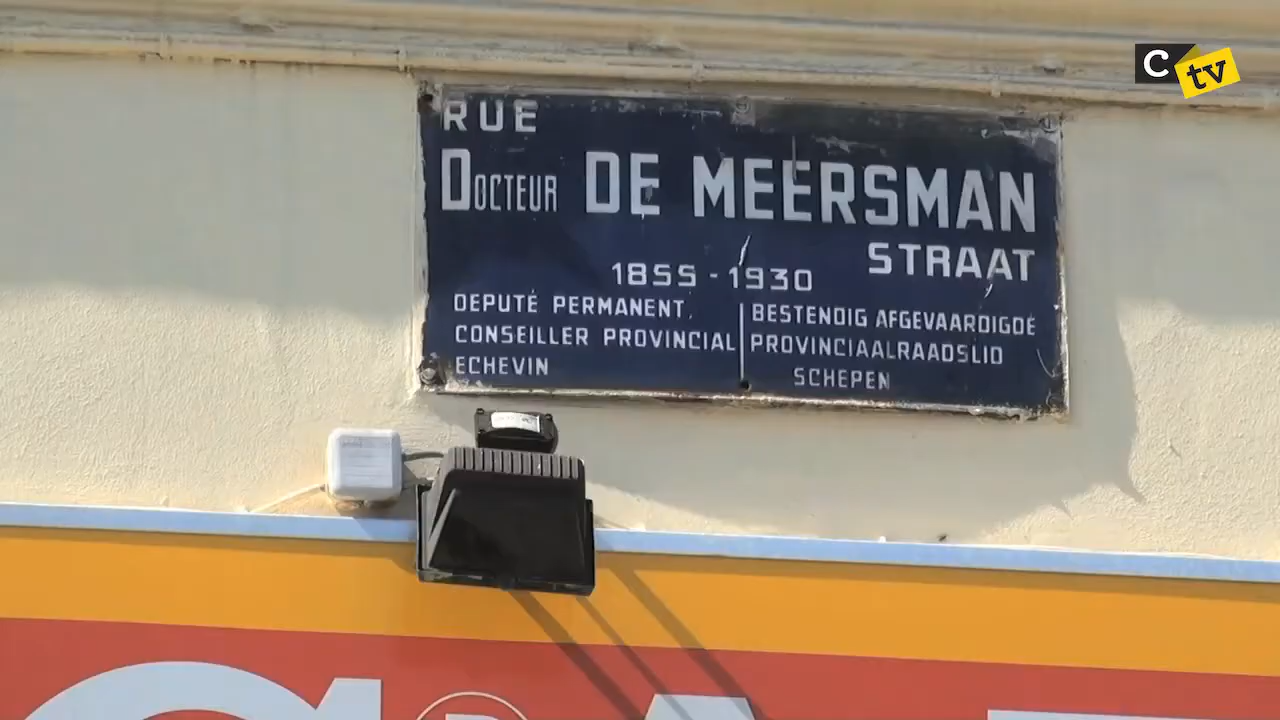 C tv
RUE
DOCTEUR DE MEERSMAN
STRAAT
1855-1930
DEPUTÉ PERMANENT,
CONSEILLER PROVINCIAL
ECHEVIN
BESTENDIG AFGEVAARDIGDE
PROVINCIAALRAADSLID
SCHEPEN